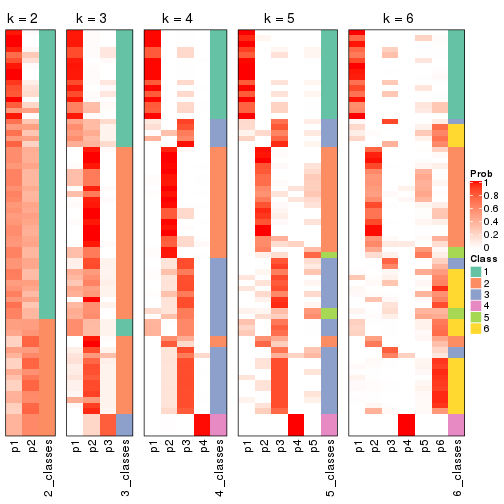 k = 2
k = 3
k = 4
k = 5
k = 6
Prob
1
0.8
0.6
0.4
0.2
0
Class
1
2
3
4
5
6
p1
p2
2_classes
p1
p2
p3
3_classes
p1
p2
p3
p4
4_classes
p1
p2
p3
p4
p5
5_classes
p1
p2
p3
p4
p5
p6
6_classes